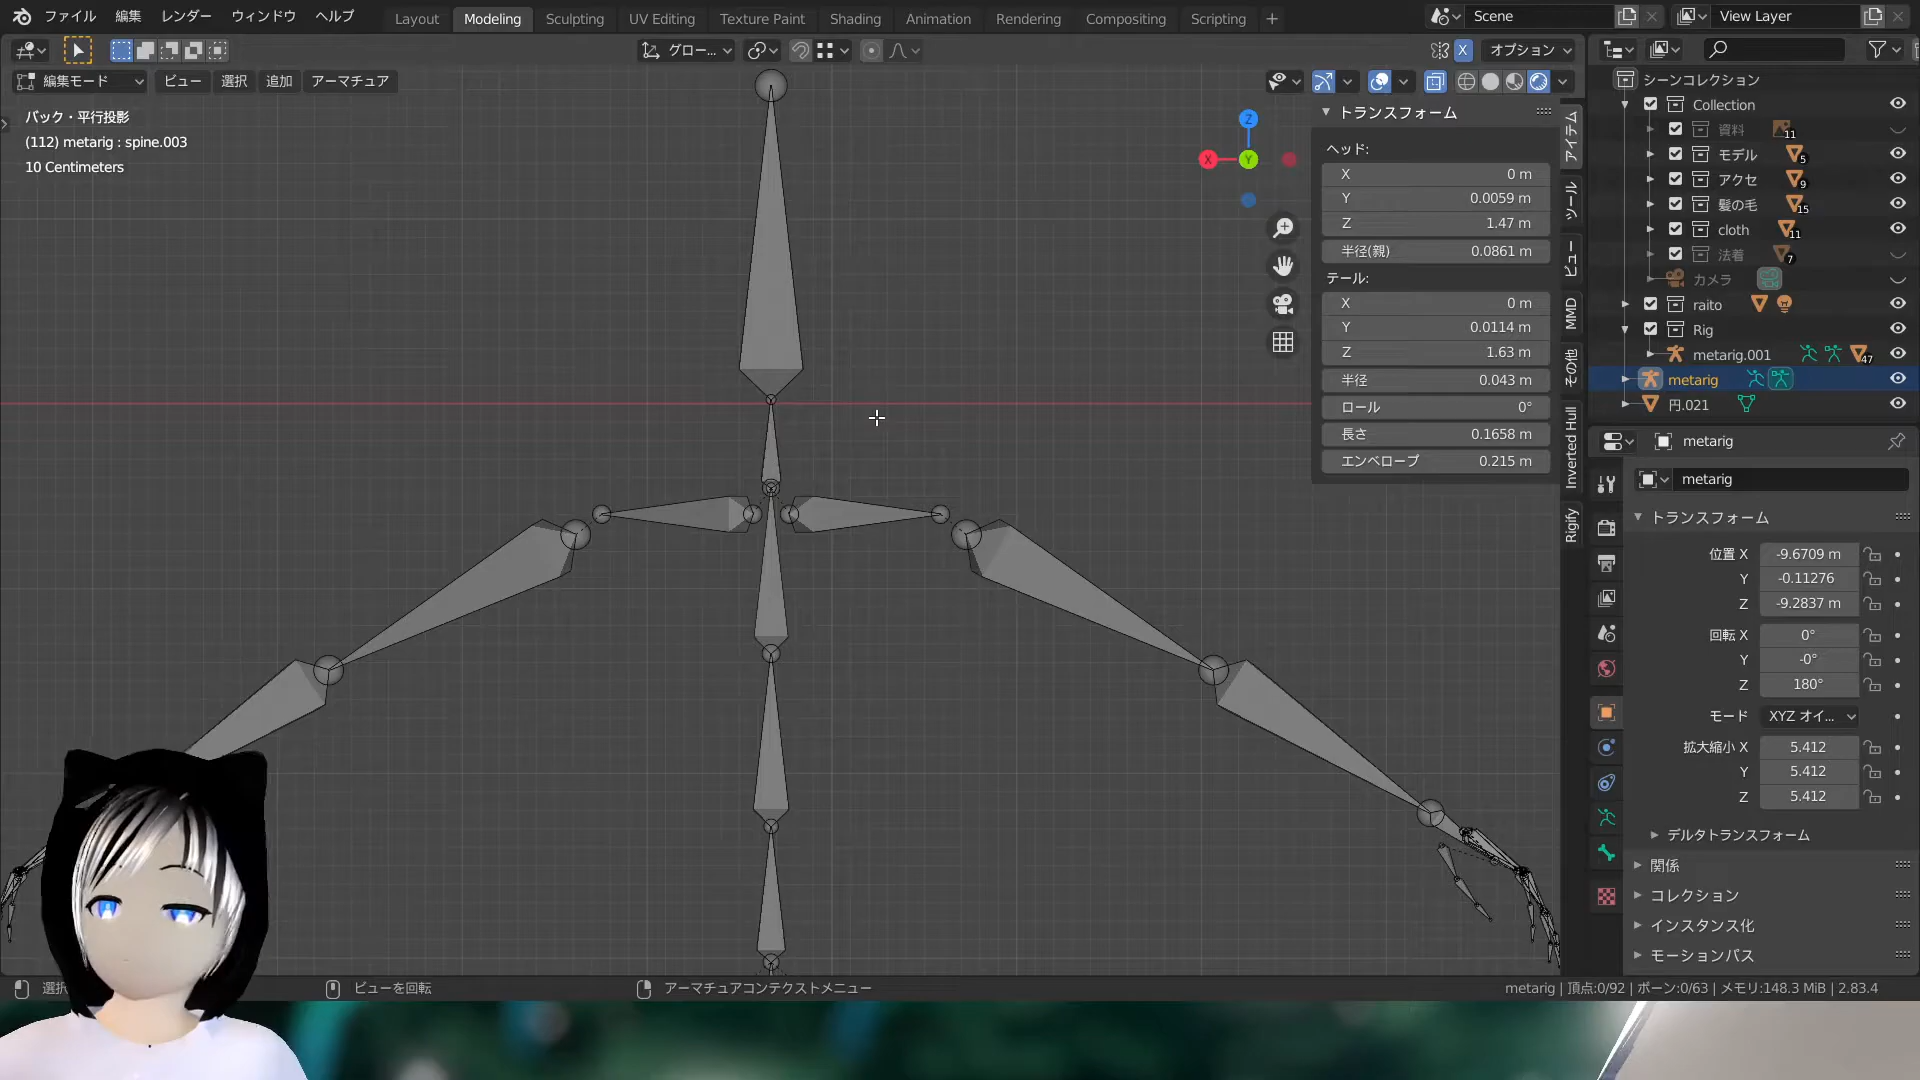 ファイル 編集 レンダー ウィンドウ ヘルプ Layout Modeling Sculpting UV Editing Texture Paint Shading Animation Rendering Compositing Scripting Scene View Layer
グロー... X オプション
編集モード ビュー 選択 追加 アーマチュア
バック・平行投影
(112) metarig : spine.003
10 Centimeters
Z
X
Y
トランスフォーム
ヘッド:
X 0 m
Y 0.0059 m
Z 1.47 m
半径(親) 0.0861 m
テール:
X 0 m
Y 0.0114 m
Z 1.63 m
半径 0.043 m
ロール 0°
長さ 0.1658 m
エンベロープ 0.215 m
アイテム
ツール
ビュー
MMD
その他
Inverted Hull
Rigify
シーンコレクション
Collection
資料 11
モデル 5
アクセ 9
髪の毛 15
cloth 11
法着 7
カメラ
raito
Rig
metarig.001 47
metarig
円.021
metarig
metarig
トランスフォーム
位置 X -9.6709 m
Y -0.11276
Z -9.2837 m
回転 X 0°
Y -0°
Z 180°
モード XYZ オイ...
拡大縮小 X 5.412
Y 5.412
Z 5.412
デルタトランスフォーム
関係
コレクション
インスタンス化
モーションパス
選択 ビューを回転 アーマチュアコンテクストメニュー metarig | 頂点:0/92 | ボーン:0/63 | メモリ:148.3 MiB | 2.83.4